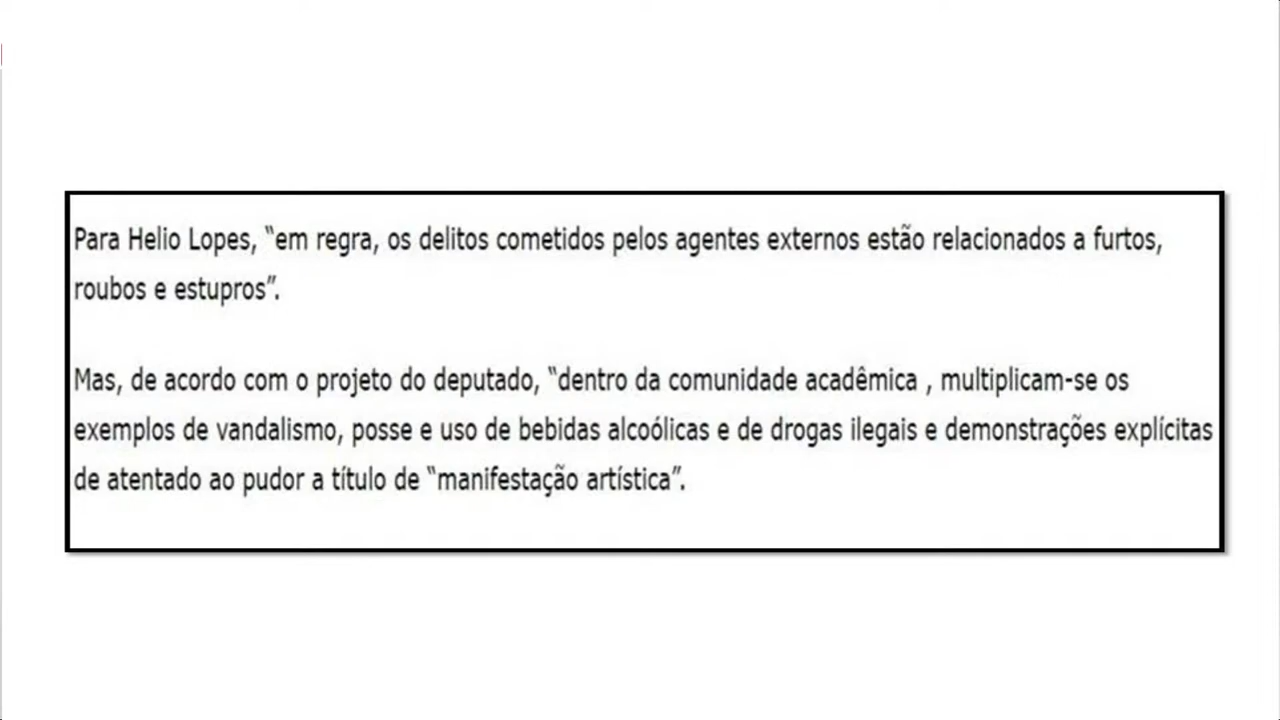 Para Helio Lopes, “em regra, os delitos cometidos pelos agentes externos estão relacionados a furtos,
roubos e estupros”.
Mas, de acordo com o projeto do deputado, “dentro da comunidade acadêmica , multiplicam-se os
exemplos de vandalismo, posse e uso de bebidas alcoólicas e de drogas ilegais e demonstrações explícitas
de atentado ao pudor a título de “manifestação artística”.